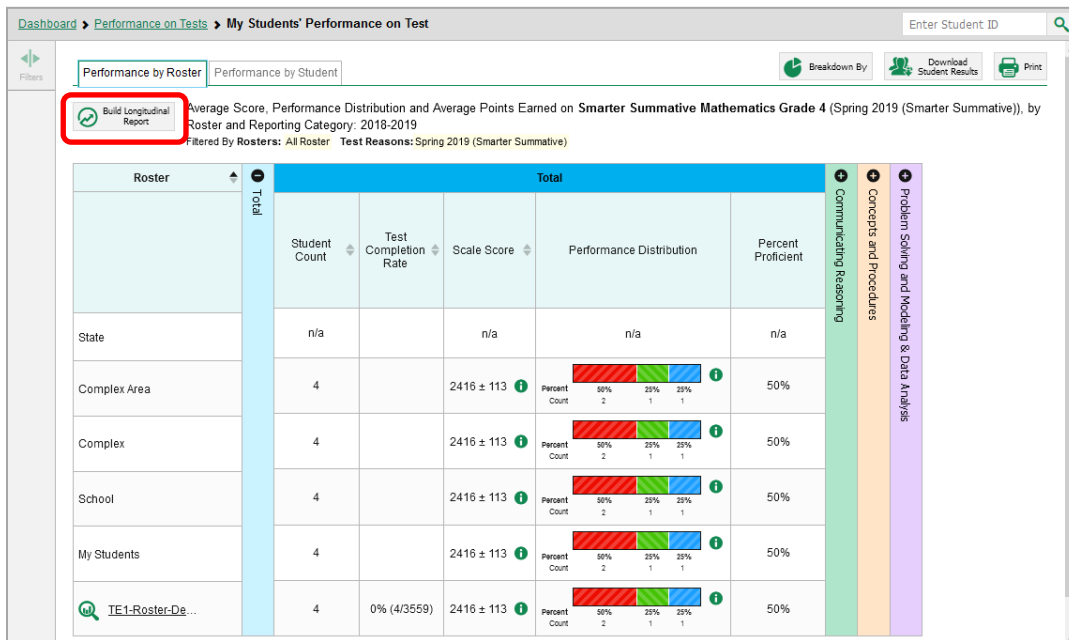 Dashboard > Performance on Tests > My Students' Performance on Test
Enter Student ID
Filters
Performance by Roster
Performance by Student
Breakdown By
Download
Student Results
Print
Build Longitudinal
Report
Average Score, Performance Distribution and Average Points Earned on Smarter Summative Mathematics Grade 4 (Spring 2019 (Smarter Summative)), by
Roster and Reporting Category: 2018-2019
Filtered By Rosters: All Roster Test Reasons: Spring 2019 (Smarter Summative)
Roster
Total
Total
Communicating Reasoning
Concepts and Procedures
Problem Solving and Modeling & Data Analysis
Student
Count
Test
Completion
Rate
Scale Score
Performance Distribution
Percent
Proficient
State n/a n/a n/a n/a
Complex Area 4 2416 ± 113 50%
Percent 50% 25% 25%
Count 2 1 1
Complex 4 2416 ± 113 50%
Percent 50% 25% 25%
Count 2 1 1
School 4 2416 ± 113 50%
Percent 50% 25% 25%
Count 2 1 1
My Students 4 2416 ± 113 50%
Percent 50% 25% 25%
Count 2 1 1
TE1-Roster-De... 4 0% (4/3559) 2416 ± 113 50%
Percent 50% 25% 25%
Count 2 1 1